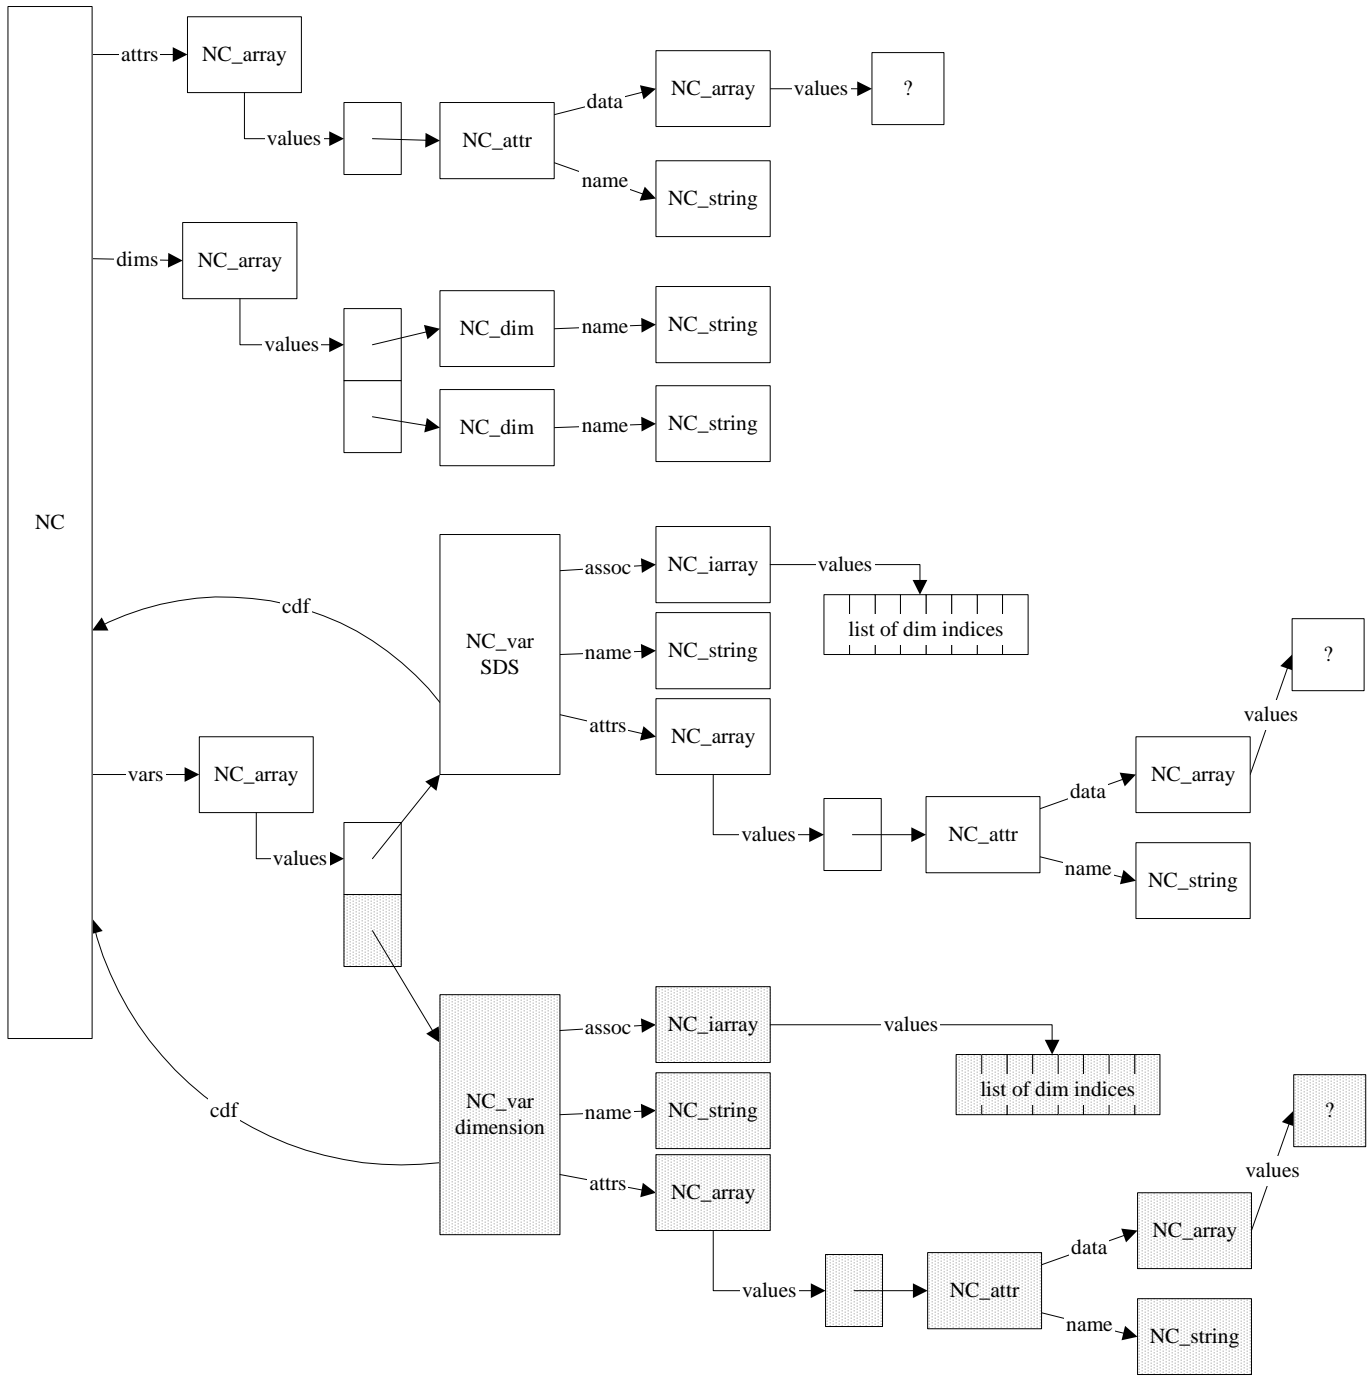 NC
attrs
NC_array
values
NC_attr
data
NC_array
values
?
name
NC_string
dims
NC_array
values
NC_dim
name
NC_string
NC_dim
name
NC_string
vars
NC_array
values
cdf
NC_var
SDS
assoc
NC_iarray
values
list of dim indices
name
NC_string
attrs
NC_array
values
NC_attr
data
NC_array
values
?
name
NC_string
cdf
NC_var
dimension
assoc
NC_iarray
values
list of dim indices
name
NC_string
attrs
NC_array
values
NC_attr
data
NC_array
values
?
name
NC_string